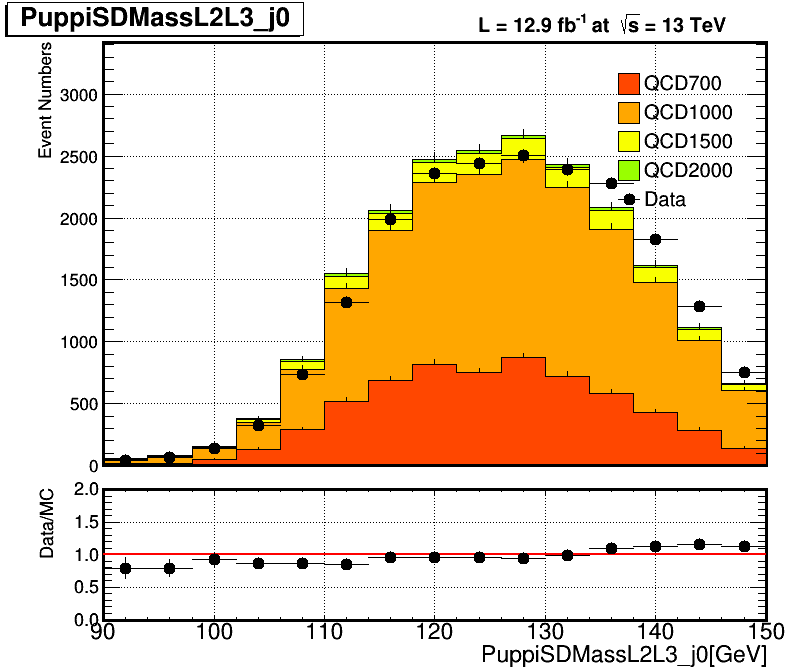 PuppiSDMassL2L3_j0
L = 12.9 fb⁻¹ at √s = 13 TeV
Event Numbers
3000
2500
2000
1500
1000
500
0
QCD700
QCD1000
QCD1500
QCD2000
Data
Data/MC
2.0
1.5
1.0
0.5
0.0
90 100 110 120 130 140 150
PuppiSDMassL2L3_j0[GeV]